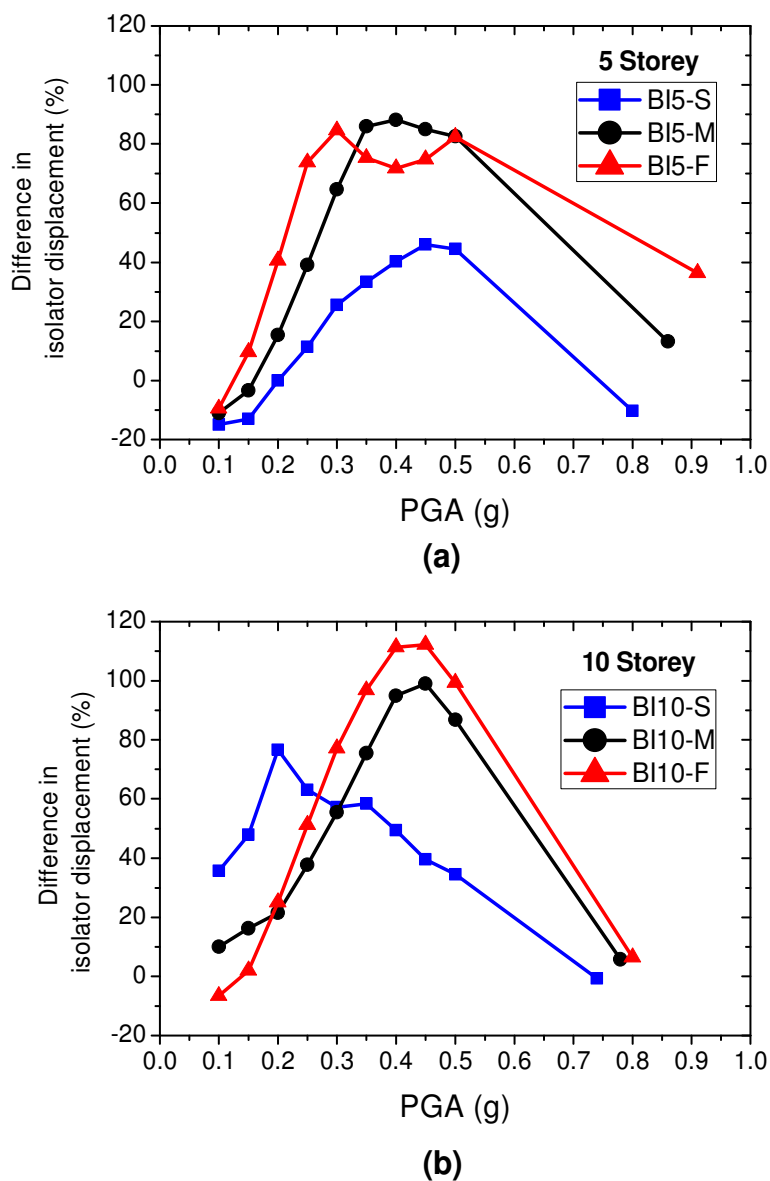 120
100
80
60
40
20
0
-20
Difference in
isolator displacement (%)
5 Storey
BI5-S
BI5-M
BI5-F
0.0 0.1 0.2 0.3 0.4 0.5 0.6 0.7 0.8 0.9 1.0
PGA (g)
(a)
120
100
80
60
40
20
0
-20
Difference in
isolator displacement (%)
10 Storey
BI10-S
BI10-M
BI10-F
0.0 0.1 0.2 0.3 0.4 0.5 0.6 0.7 0.8 0.9 1.0
PGA (g)
(b)